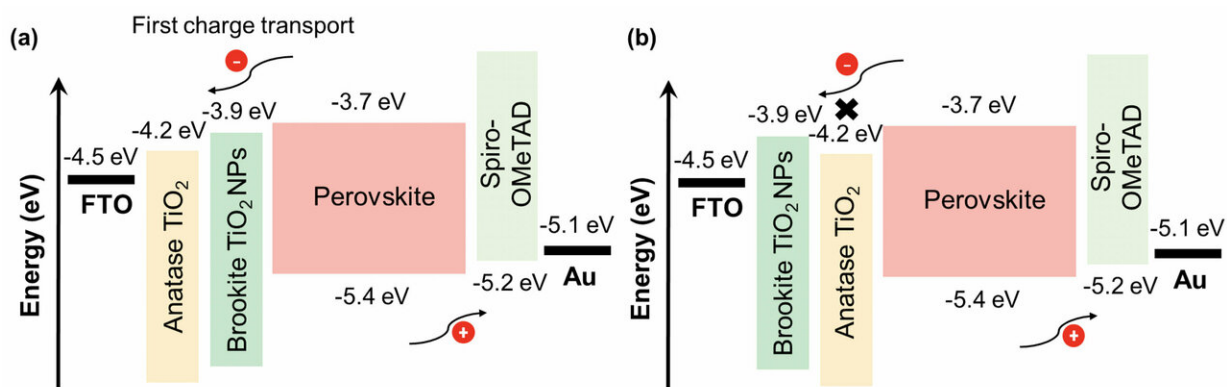 (a)
First charge transport
-
-3.9 eV
-3.7 eV
-4.2 eV
-4.5 eV
FTO
Anatase TiO₂
Brookite TiO₂ NPs
Perovskite
Spiro-
OMeTAD
-5.1 eV
Au
-5.2 eV
-5.4 eV
+
Energy (eV)
(b)
-
-3.9 eV
-3.7 eV
-4.2 eV
-4.5 eV
FTO
Brookite TiO₂ NPs
Anatase TiO₂
Perovskite
Spiro-
OMeTAD
-5.1 eV
Au
-5.2 eV
-5.4 eV
+
Energy (eV)